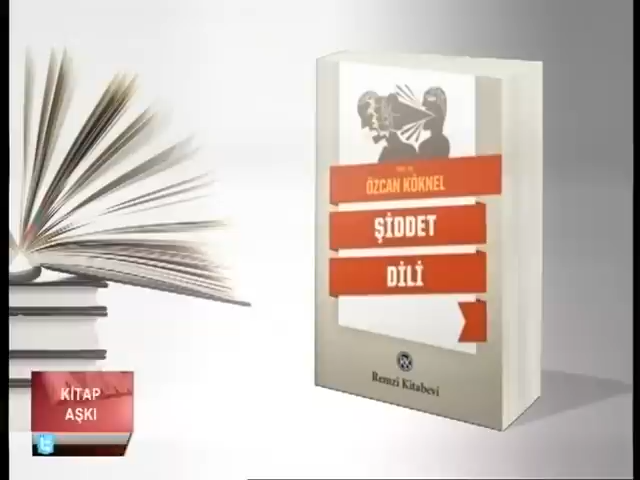 ÖZCAN KÖKNEL
ŞİDDET
DİLİ
Remzi Kitabevi
KİTAP
AŞKI